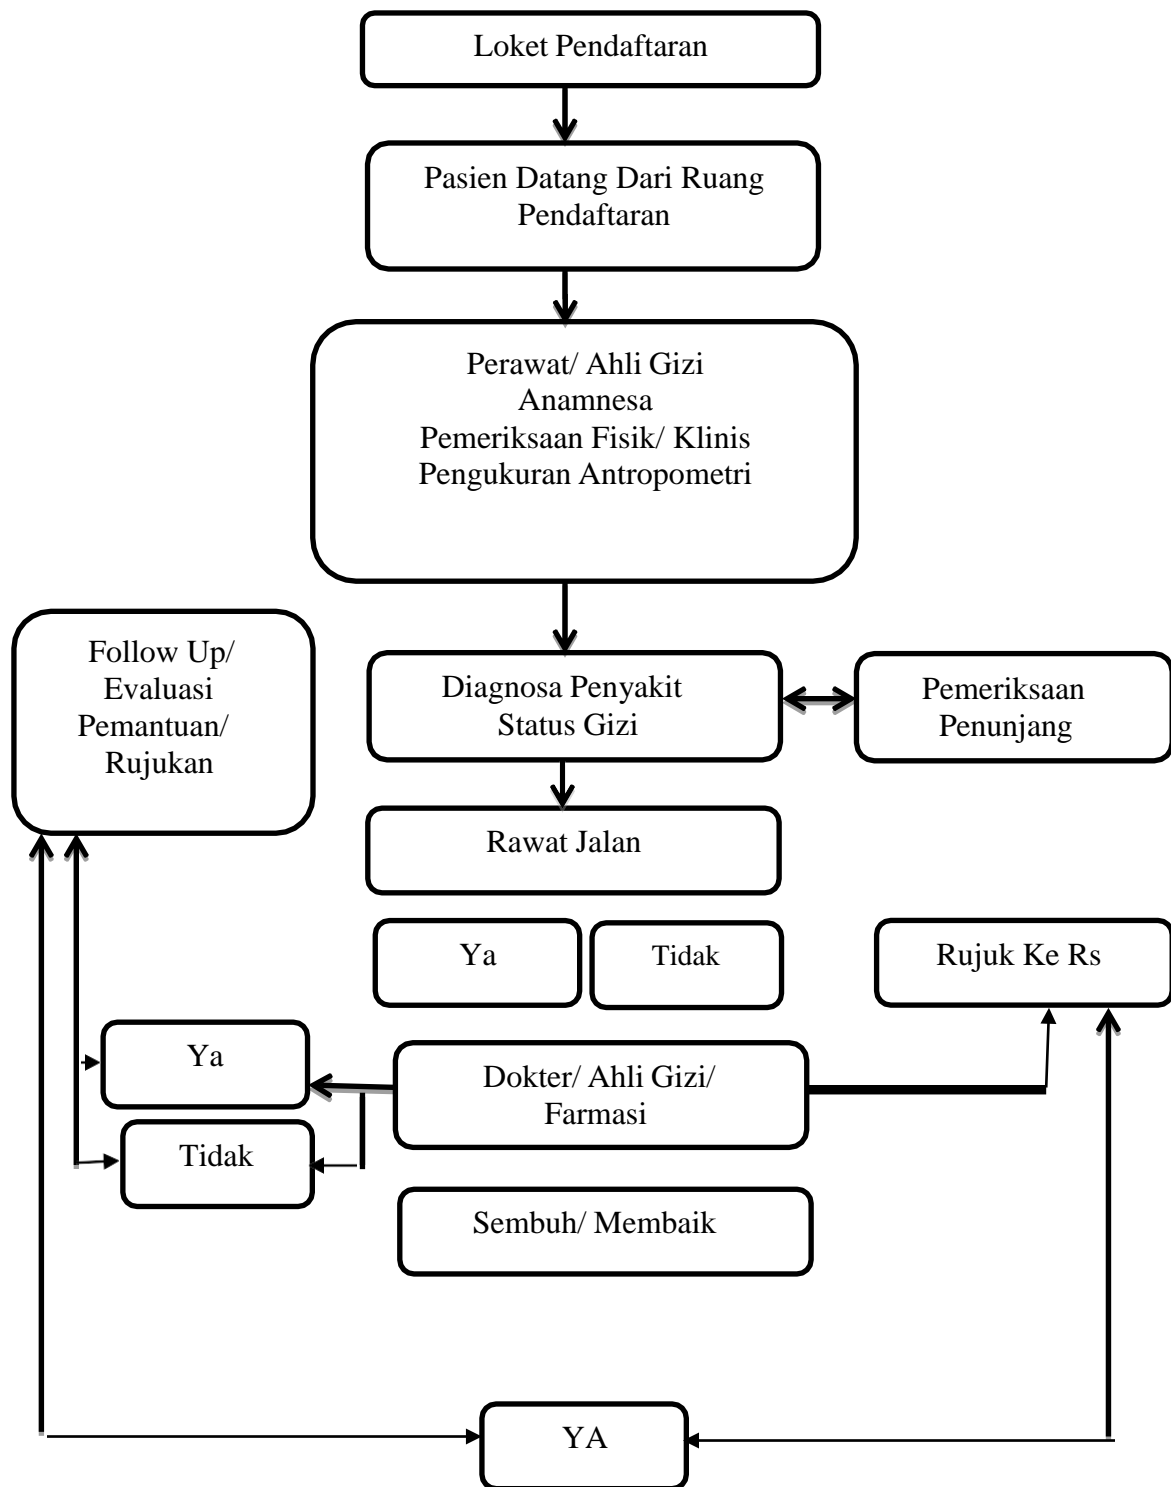 Loket Pendaftaran
Pasien Datang Dari Ruang
Pendaftaran
Perawat/ Ahli Gizi
Anamnesa
Pemeriksaan Fisik/ Klinis
Pengukuran Antropometri
Follow Up/
Evaluasi
Pemantuan/
Rujukan
Diagnosa Penyakit
Status Gizi
Pemeriksaan
Penunjang
Rawat Jalan
Ya
Tidak
Rujuk Ke Rs
Ya
Dokter/ Ahli Gizi/
Farmasi
Tidak
Sembuh/ Membaik
YA